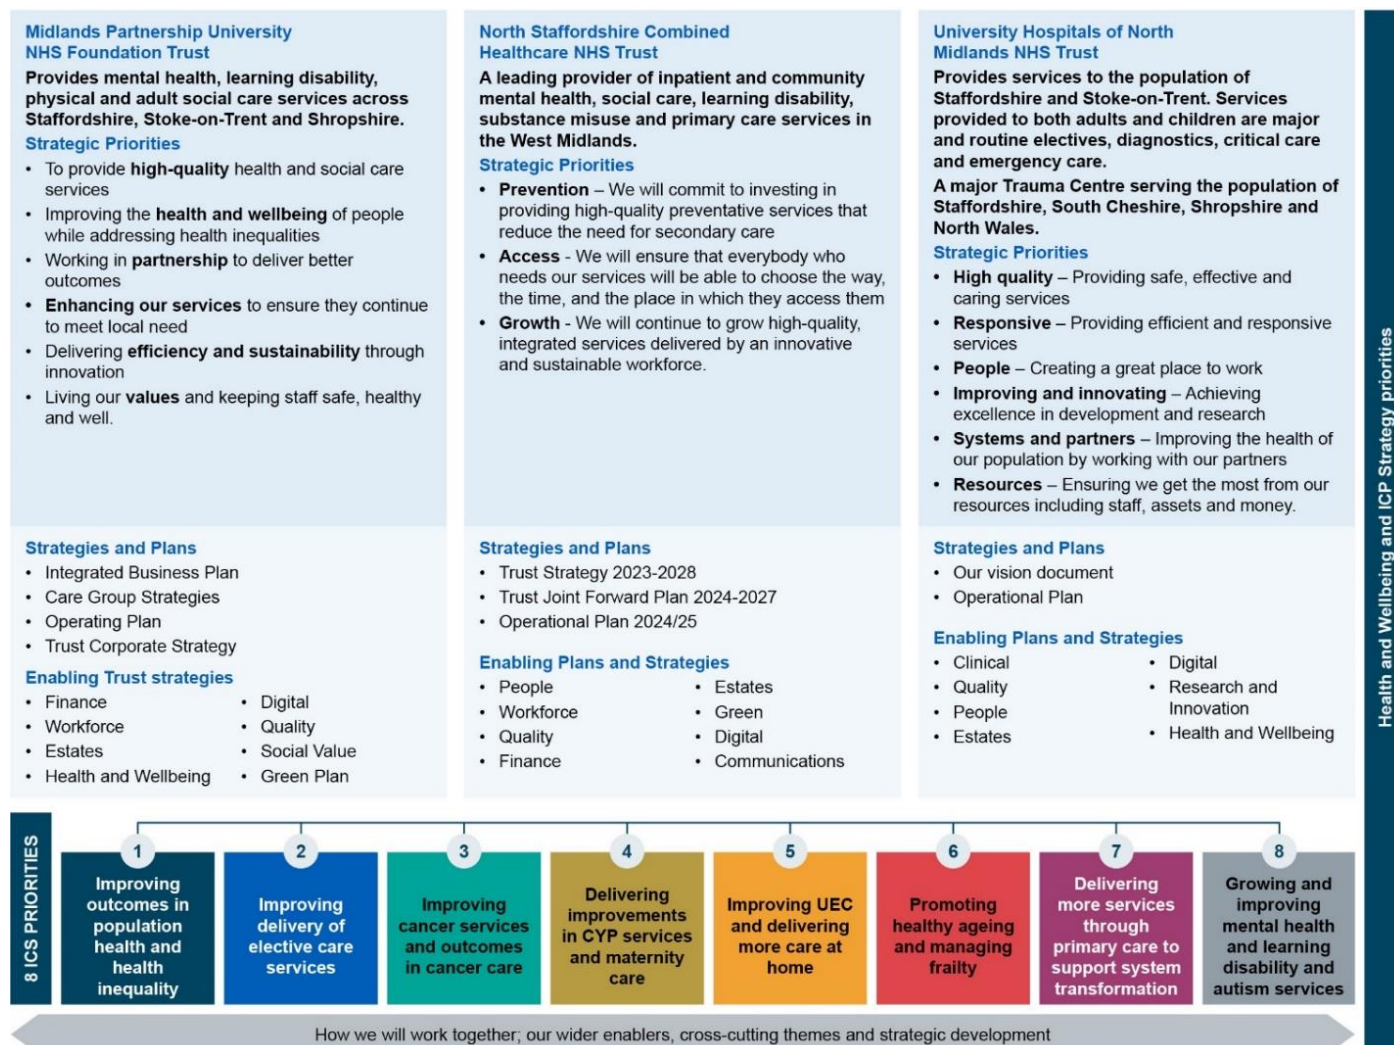 Midlands Partnership University
NHS Foundation Trust
Provides mental health, learning disability,
physical and adult social care services across
Staffordshire, Stoke-on-Trent and Shropshire.
Strategic Priorities
• To provide high-quality health and social care
services
• Improving the health and wellbeing of people
while addressing health inequalities
• Working in partnership to deliver better
outcomes
• Enhancing our services to ensure they continue
to meet local need
• Delivering efficiency and sustainability through
innovation
• Living our values and keeping staff safe, healthy
and well.
Strategies and Plans
• Integrated Business Plan
• Care Group Strategies
• Operating Plan
• Trust Corporate Strategy
Enabling Trust strategies
• Finance
• Workforce
• Estates
• Health and Wellbeing
• Digital
• Quality
• Social Value
• Green Plan
North Staffordshire Combined
Healthcare NHS Trust
A leading provider of inpatient and community
mental health, social care, learning disability,
substance misuse and primary care services in
the West Midlands.
Strategic Priorities
• Prevention – We will commit to investing in
providing high-quality preventative services that
reduce the need for secondary care
• Access - We will ensure that everybody who
needs our services will be able to choose the way,
the time, and the place in which they access them
• Growth - We will continue to grow high-quality,
integrated services delivered by an innovative
and sustainable workforce.
Strategies and Plans
• Trust Strategy 2023-2028
• Trust Joint Forward Plan 2024-2027
• Operational Plan 2024/25
Enabling Plans and Strategies
• People
• Workforce
• Quality
• Finance
• Estates
• Green
• Digital
• Communications
University Hospitals of North
Midlands NHS Trust
Provides services to the population of
Staffordshire and Stoke-on-Trent. Services
provided to both adults and children are major
and routine electives, diagnostics, critical care
and emergency care.
A major Trauma Centre serving the population of
Staffordshire, South Cheshire, Shropshire and
North Wales.
Strategic Priorities
• High quality – Providing safe, effective and
caring services
• Responsive – Providing efficient and responsive
services
• People – Creating a great place to work
• Improving and innovating – Achieving
excellence in development and research
• Systems and partners – Improving the health of
our population by working with our partners
• Resources – Ensuring we get the most from our
resources including staff, assets and money.
Strategies and Plans
• Our vision document
• Operational Plan
Enabling Plans and Strategies
• Clinical
• Quality
• People
• Estates
• Digital
• Research and
Innovation
• Health and Wellbeing
Health and Wellbeing and ICP Strategy priorities
8 ICS PRIORITIES
1
Improving
outcomes in
population
health and
health
inequality
2
Improving
delivery of
elective care
services
3
Improving
cancer services
and outcomes
in cancer care
4
Delivering
improvements
in CYP services
and maternity
care
5
Improving UEC
and delivering
more care at
home
6
Promoting
healthy ageing
and managing
frailty
7
Delivering
more services
through
primary care to
support system
transformation
8
Growing and
improving
mental health
and learning
disability and
autism services
How we will work together; our wider enablers, cross-cutting themes and strategic development